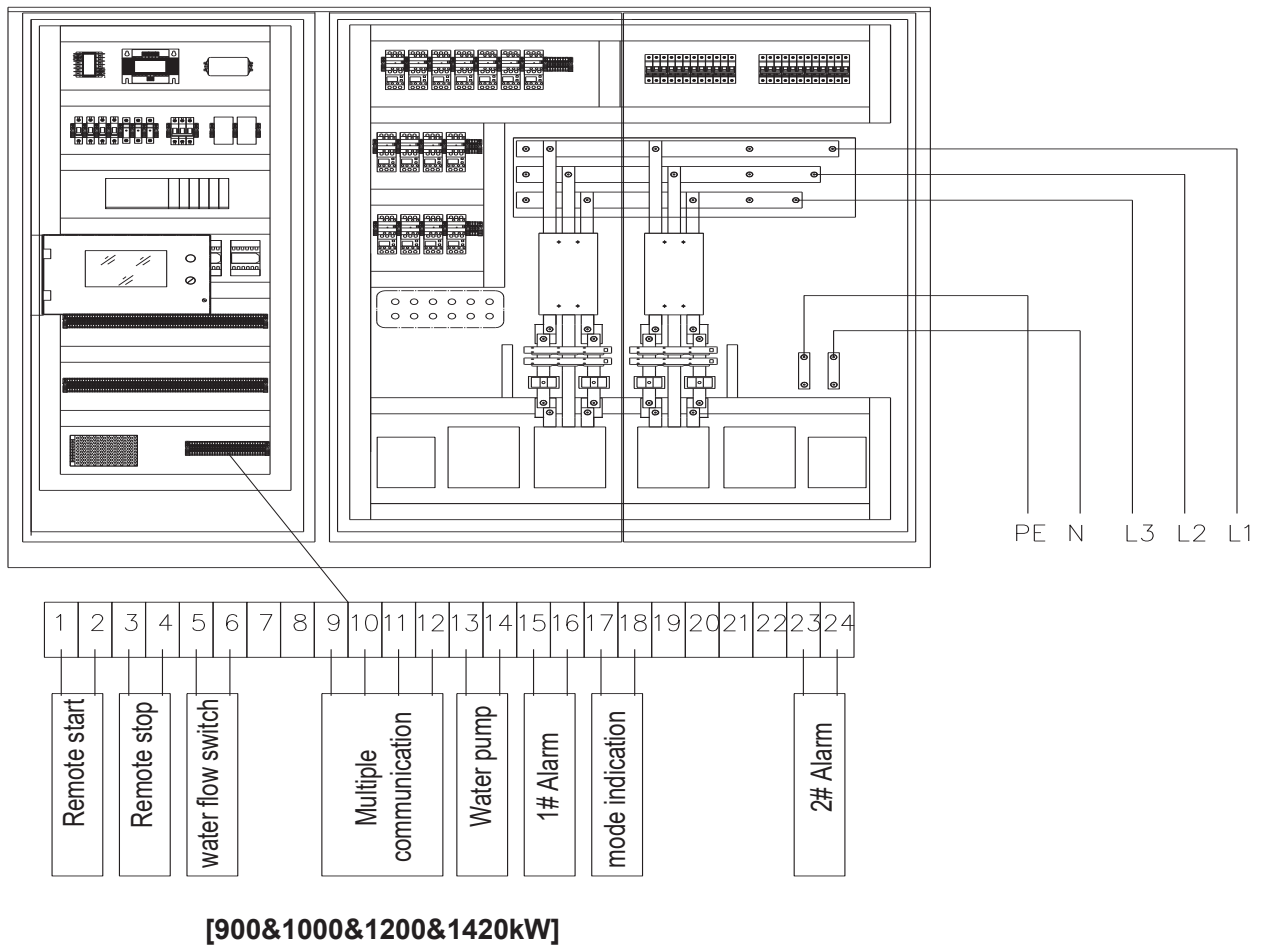 PE N L3 L2 L1
1 2 3 4 5 6 7 8 9 10 11 12 13 14 15 16 17 18 19 20 21 22 23 24
Remote start
Remote stop
water flow switch
Multiple
communication
Water pump
1# Alarm
mode indication
2# Alarm
[900&1000&1200&1420kW]